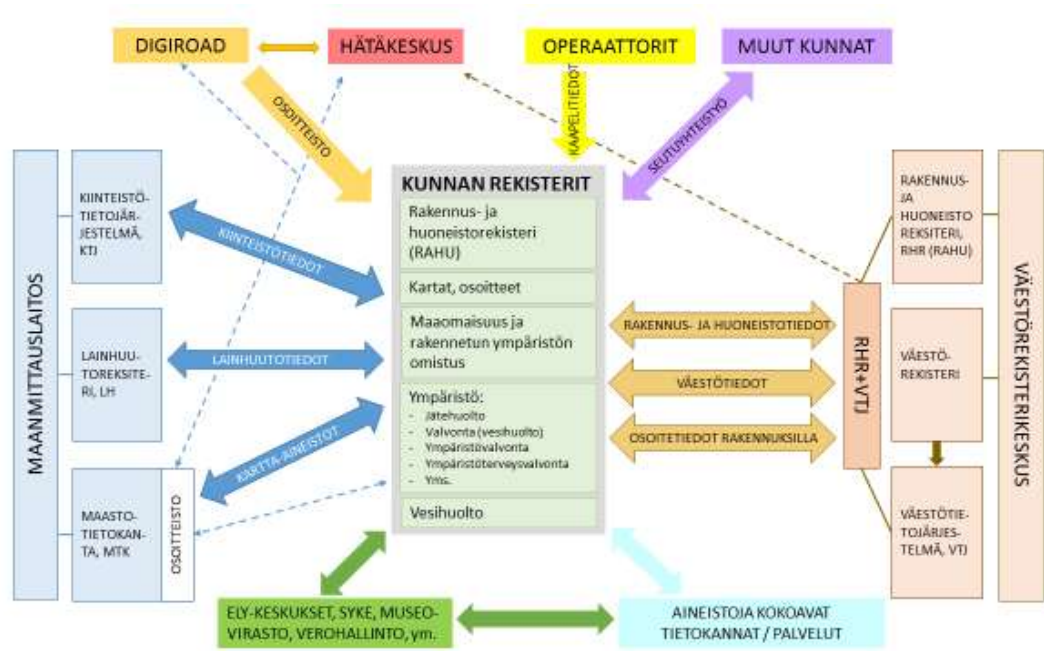 DIGIROAD
HÄTÄKESKUS
OPERAATTORIT
MUUT KUNNAT
OSOITTEISTO
KAAPELITIEDOT
SEUTUYHTEISTYÖ
MAANMITTAUSLAITOS
KIINTEISTÖ-
TIETOJÄR-
JESTELMÄ,
KTJ
LAINHUU-
TOREKSITE-
RI, LH
MAASTO-
TIETOKAN-
TA, MTK
OSOITTEISTO
KIINTEISTÖTIEDOT
LAINHUUTOTIEDOT
KARTTA-AINEISTOT
KUNNAN REKISTERIT
Rakennus- ja
huoneistorekisteri
(RAHU)
Kartat, osoitteet
Maaomaisuus ja
rakennetun ympäristön
omistus
Ympäristö:
- Jätehuolto
- Valvonta (vesihuolto)
- Ympäristövalvonta
- Ympäristöterveysvalvonta
- Yms.
Vesihuolto
RAKENNUS- JA HUONEISTOTIEDOT
VÄESTÖTIEDOT
OSOITETIEDOT RAKENNUKSILLA
RHR+VTJ
RAKENNUS-
JA
HUONEISTO
REKSITERI,
RHR (RAHU)
VÄESTÖ-
REKISTERI
VÄESTÖTIE-
TOJÄRJES-
TELMÄ, VTJ
VÄESTÖREKISTERIKESKUS
ELY-KESKUKSET, SYKE, MUSEO-
VIRASTO, VEROHALLINTO, ym.
AINEISTOJA KOKOAVAT
TIETOKANNAT / PALVELUT